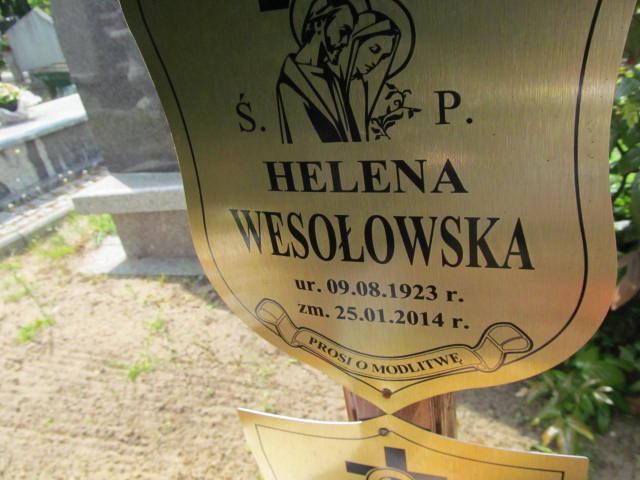 Ś. P.
HELENA
WESOŁOWSKA
ur. 09.08.1923 r.
zm. 25.01.2014 r.
PROSI O MODLITWĘ